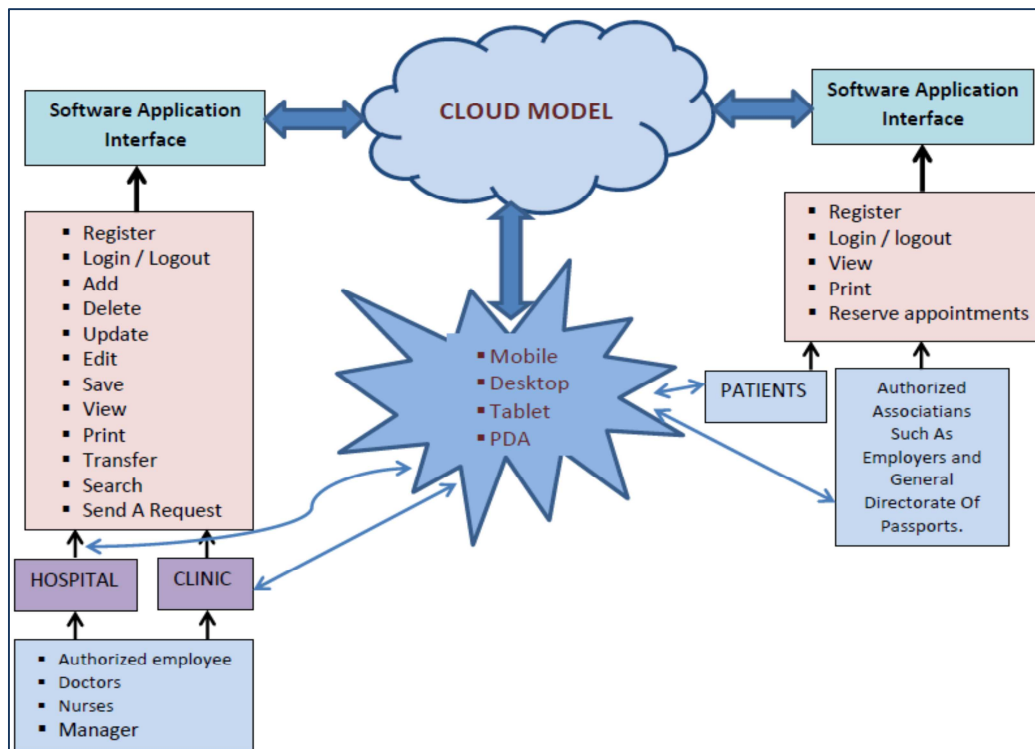 CLOUD MODEL
Software Application
Interface
Software Application
Interface
▪ Register
▪ Login / Logout
▪ Add
▪ Delete
▪ Update
▪ Edit
▪ Save
▪ View
▪ Print
▪ Transfer
▪ Search
▪ Send A Request
▪ Register
▪ Login / logout
▪ View
▪ Print
▪ Reserve appointments
▪ Mobile
▪ Desktop
▪ Tablet
▪ PDA
PATIENTS
Authorized
Associatians
Such As
Employers and
General
Directorate Of
Passports.
HOSPITAL
CLINIC
▪ Authorized employee
▪ Doctors
▪ Nurses
▪ Manager